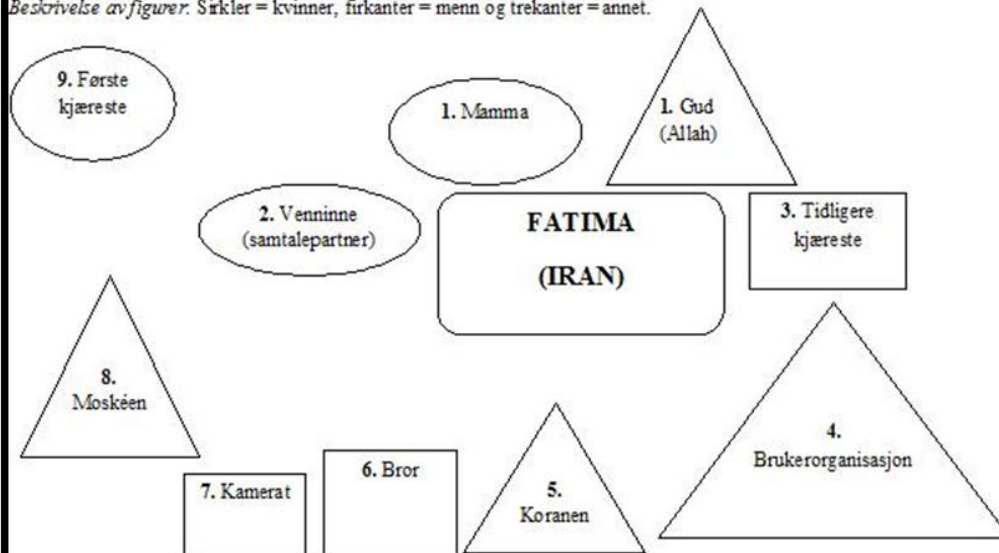 Beskrivelse av figurer: Sirkler = kvinner, firkanter = menn og trekanter = annet.
9. Første
kjæreste
1. Mamma
1. Gud
(Allah)
2. Venninne
(samtalepartner)
FATIMA
(IRAN)
3. Tidligere
kjæreste
8.
Moskéen
4.
Brukerorganisasjon
7. Kamerat
6. Bror
5.
Koranen